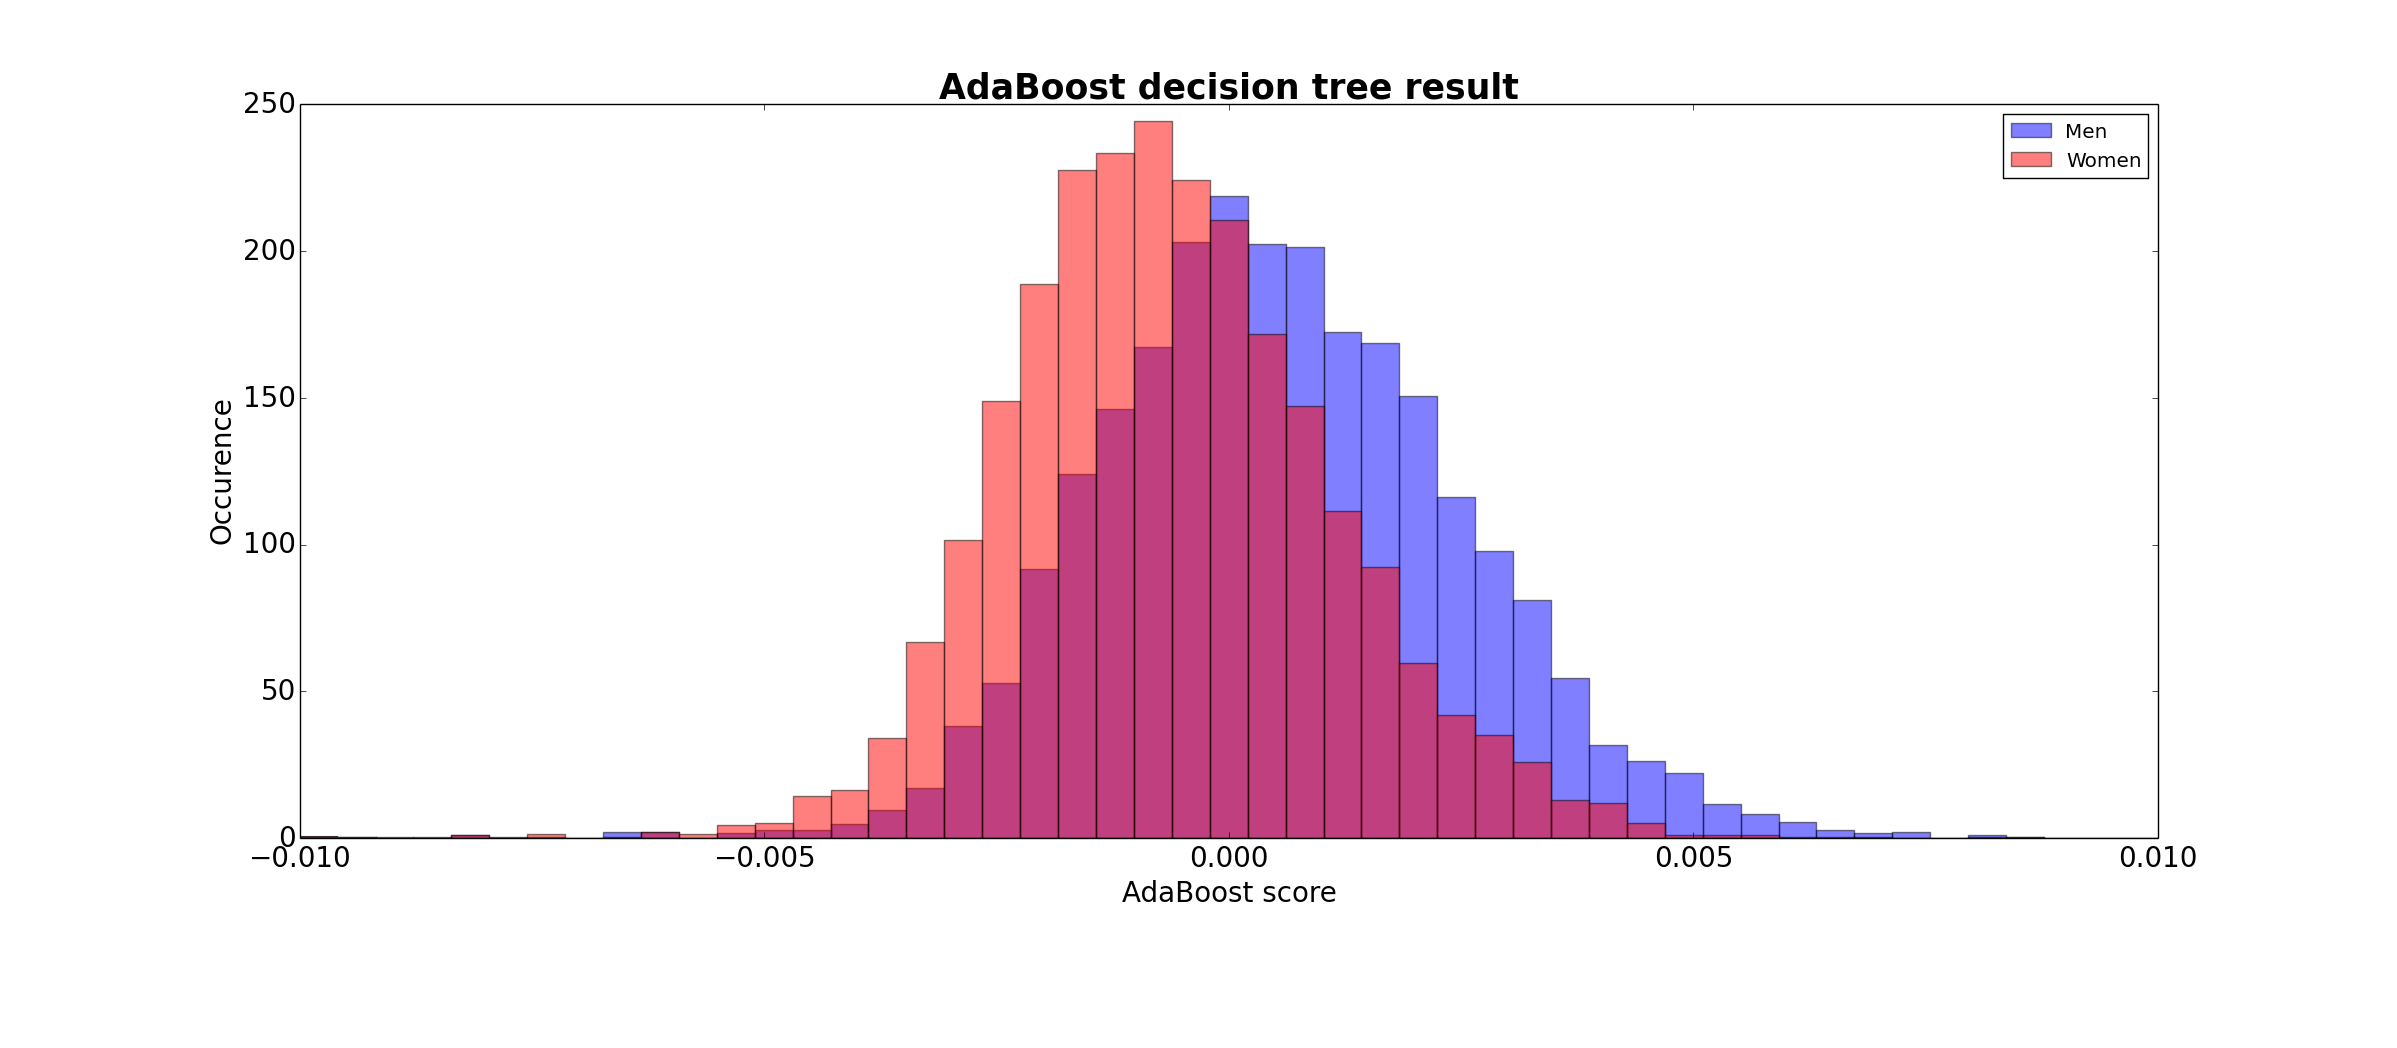 AdaBoost decision tree result
Men
Women
250
200
150
100
50
0
Occurence
−0.010
−0.005
0.000
0.005
0.010
AdaBoost score